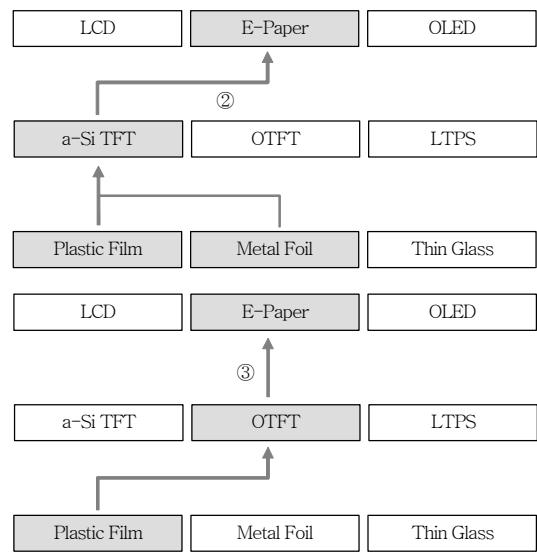 LCD E-Paper OLED
②
a-Si TFT OTFT LTPS
Plastic Film Metal Foil Thin Glass
LCD E-Paper OLED
③
a-Si TFT OTFT LTPS
Plastic Film Metal Foil Thin Glass